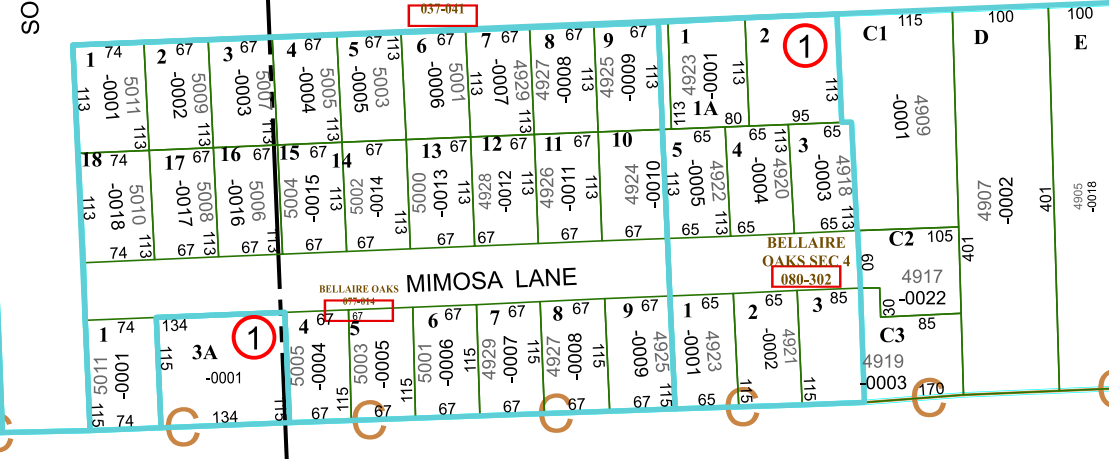 SO
037-041
1 74 2 67 3 67 4 67 5 67 113 6 67 7 67 8 67 9 67 1 2 1 C1 115 D 100 E 100
113 -0001 5011 113 -0002 5009 113 -0003 5007 113 -0004 5005 -0005 5003 -0006 5001 113 -0007 4929 113 4927 -0008 113 4925 -0009 113 4923 -0001 113 113
1A 80 95
-0001 6064
18 74 17 67 16 67 15 67 14 67 13 67 12 67 11 67 10 5 65 4 65 113 3 65
113 -0018 5010 113 -0017 5008 113 -0016 5006 113 5004 -0015 113 5002 -0014 113 5000 -0013 113 4928 -0012 113 4926 -0011 113 4924 -0010 113 -0005 4922 113 -0004 4920 -0003 4918 113
4907 -0002 401 4905 -0018
74 67 67 67 67 67 67 67 65 65 65
BELLAIRE
OAKS SEC 4
080-302
C2 105
60 401
4917
-0022
30 85
MIMOSA LANE
BELLAIRE OAKS
077-014
1 74 134 1 4 67 5 67 6 67 7 67 8 67 9 67 1 65 2 65 3 85
C3
4919
-0003
170
5011 -0001 115 115 3A -0001 115 5005 -0004 115 5003 -0005 115 5001 -0006 115 4929 -0007 115 4927 -0008 115 -0009 4925 115 -0001 4923 115 -0002 4921 115
74 134 67 67 67 67 67 67 65 65
C C C C C C C